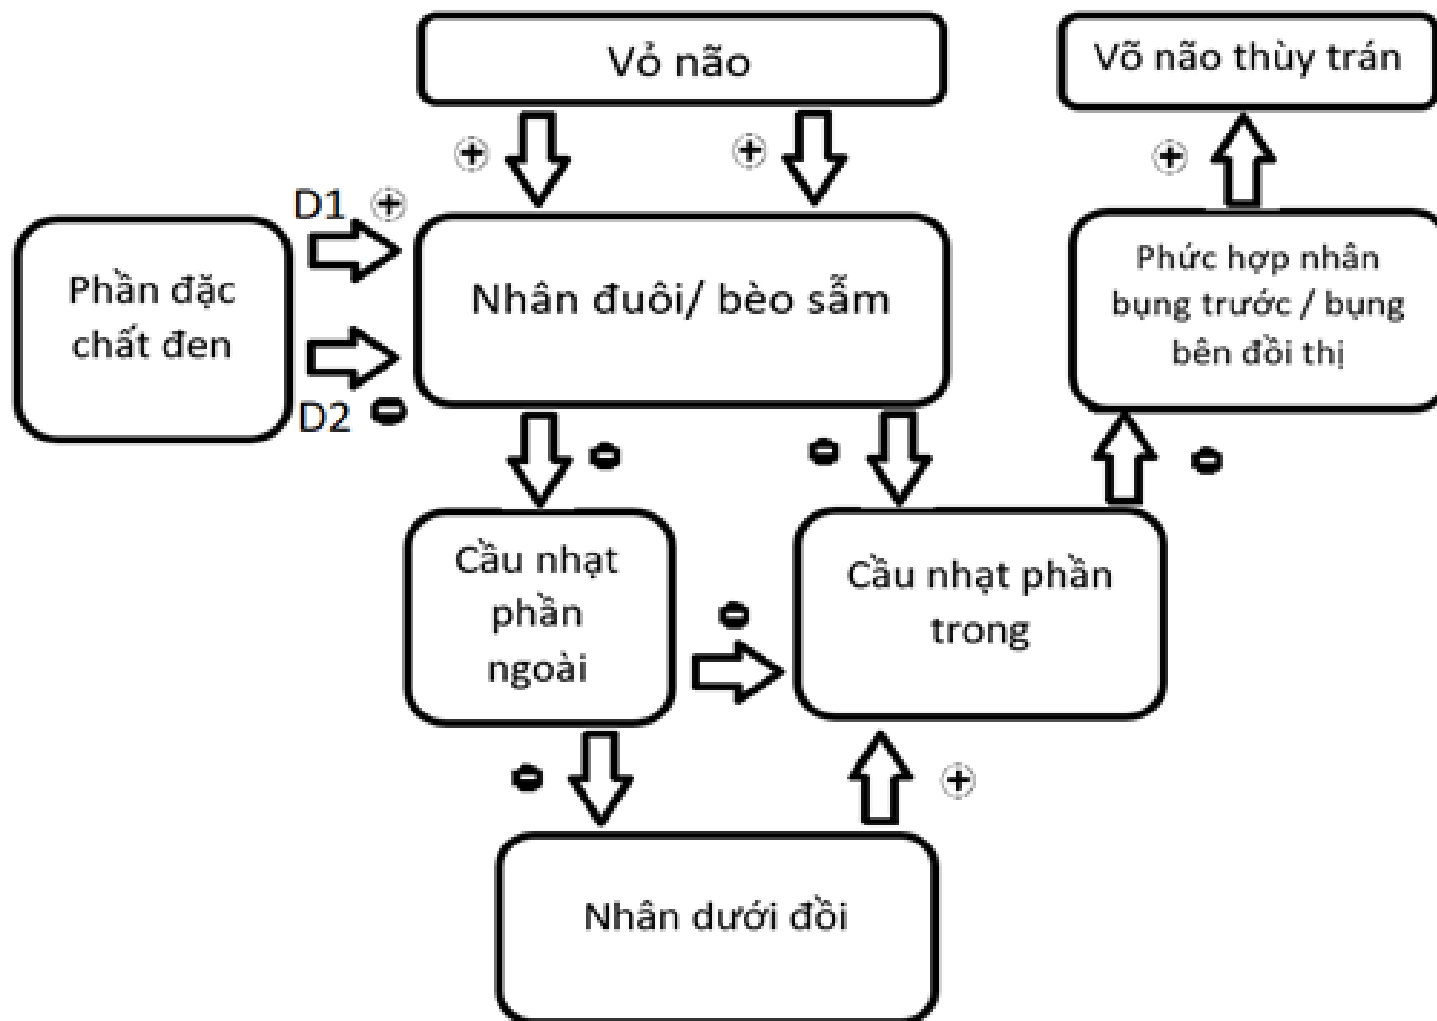 Vỏ não
Võ não thùy trán
D1
Phần đặc
chất đen
D2
Nhân đuôi/ bèo sẫm
Phức hợp nhân
bụng trước / bụng
bên đồi thị
Cầu nhạt
phần
ngoài
Cầu nhạt phần
trong
Nhân dưới đồi